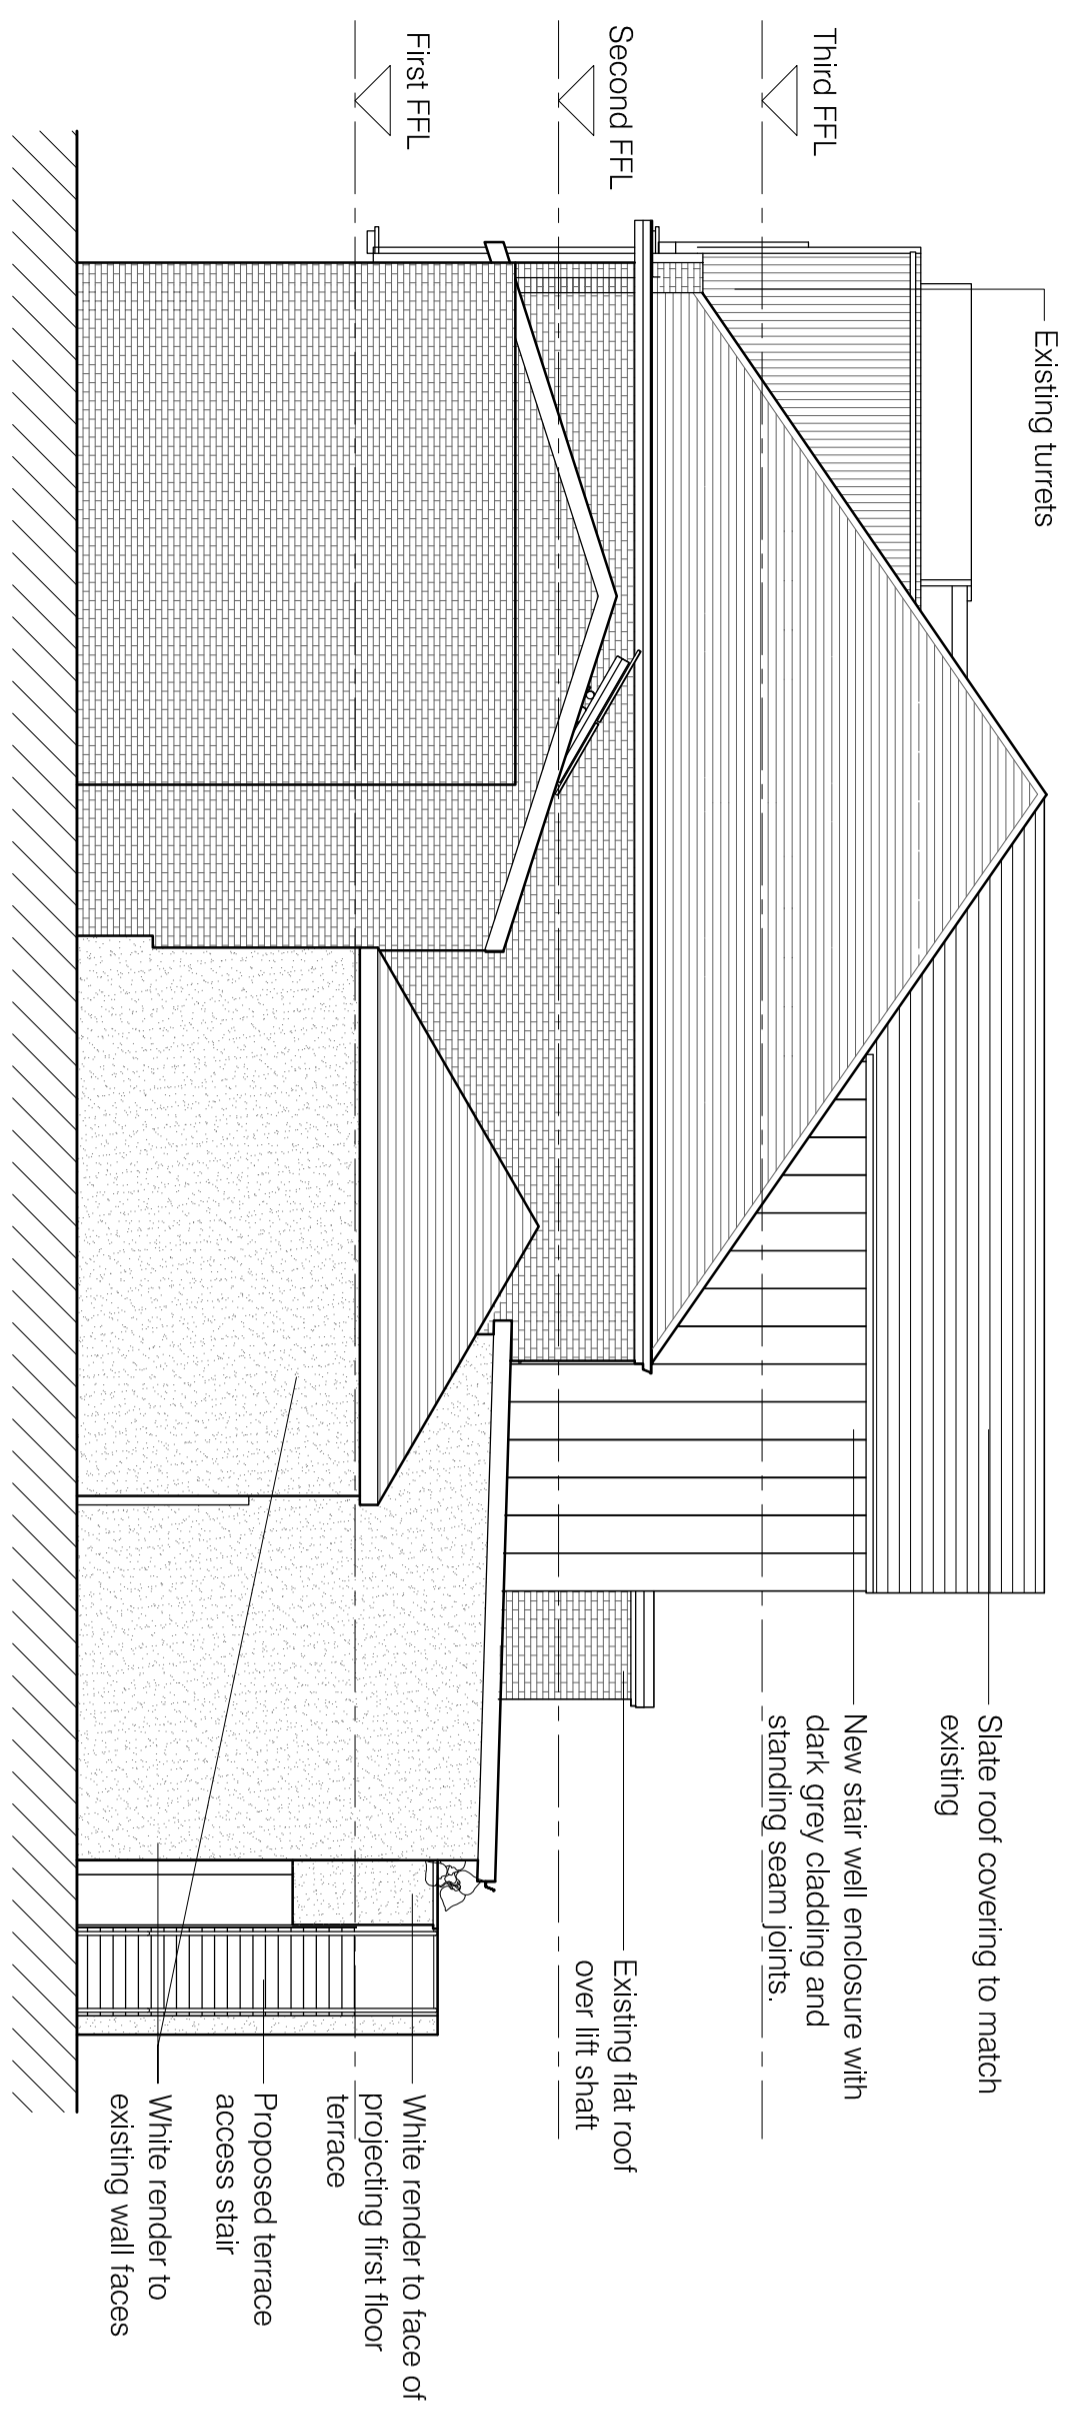 Existing turrets
Third FFL
Second FFL
First FFL
Slate roof covering to match
existing
New stair well enclosure with
dark grey cladding and
standing seam joints.
Existing flat roof
over lift shaft
White render to face of
projecting first floor
terrace
Proposed terrace
access stair
White render to
existing wall faces